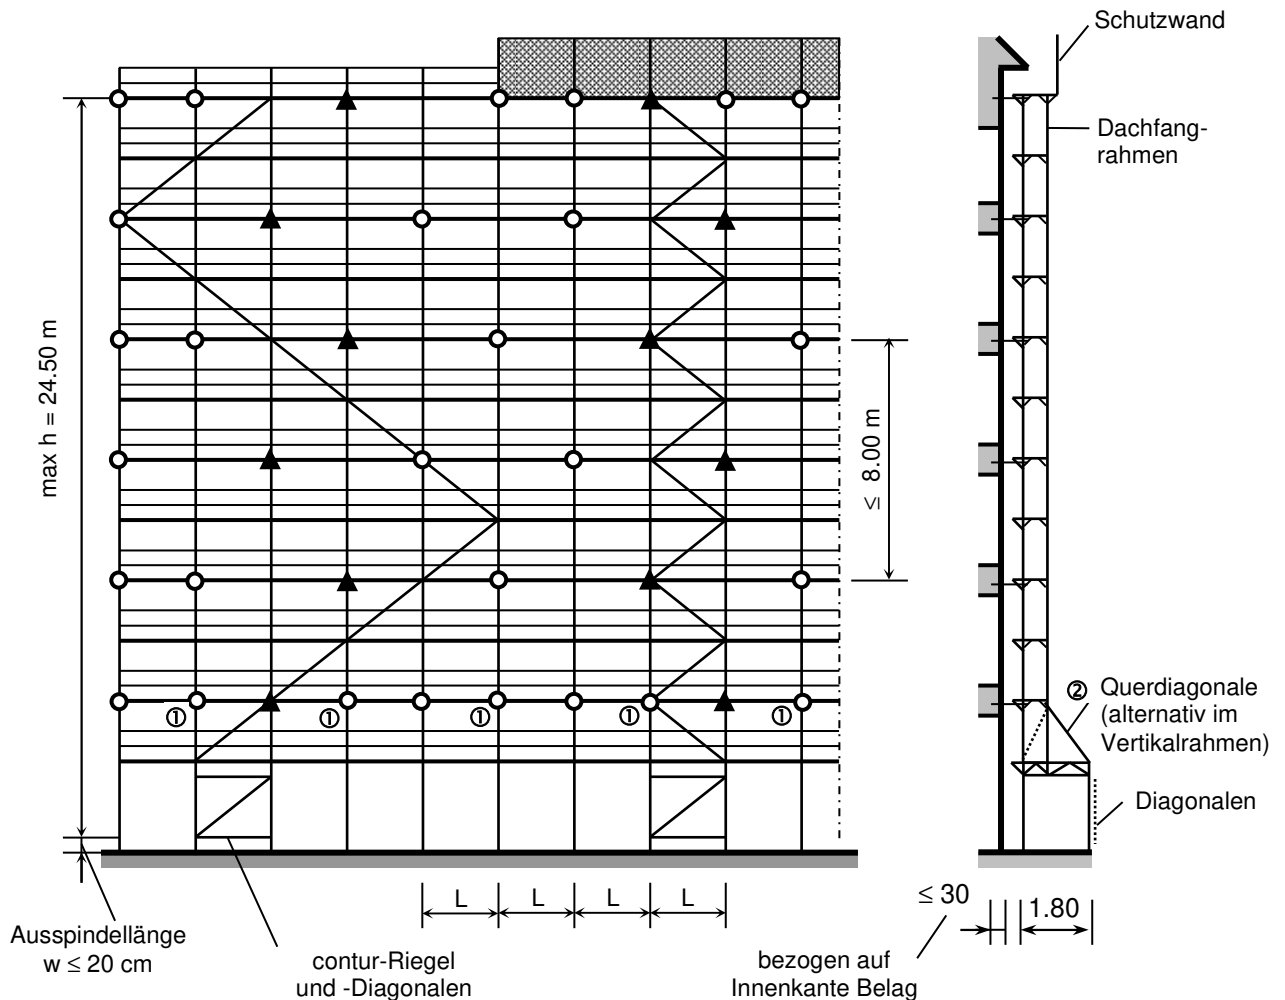 Schutzwand
Dachfang-
rahmen
max h = 24.50 m
≤ 8.00 m
① ① ① ① ①
② Querdiagonale
(alternativ im
Vertikalrahmen)
Diagonalen
L L L L
≤ 30
1.80
Ausspindellänge
w ≤ 20 cm
contur-Riegel
und -Diagonalen
bezogen auf
Innenkante Belag